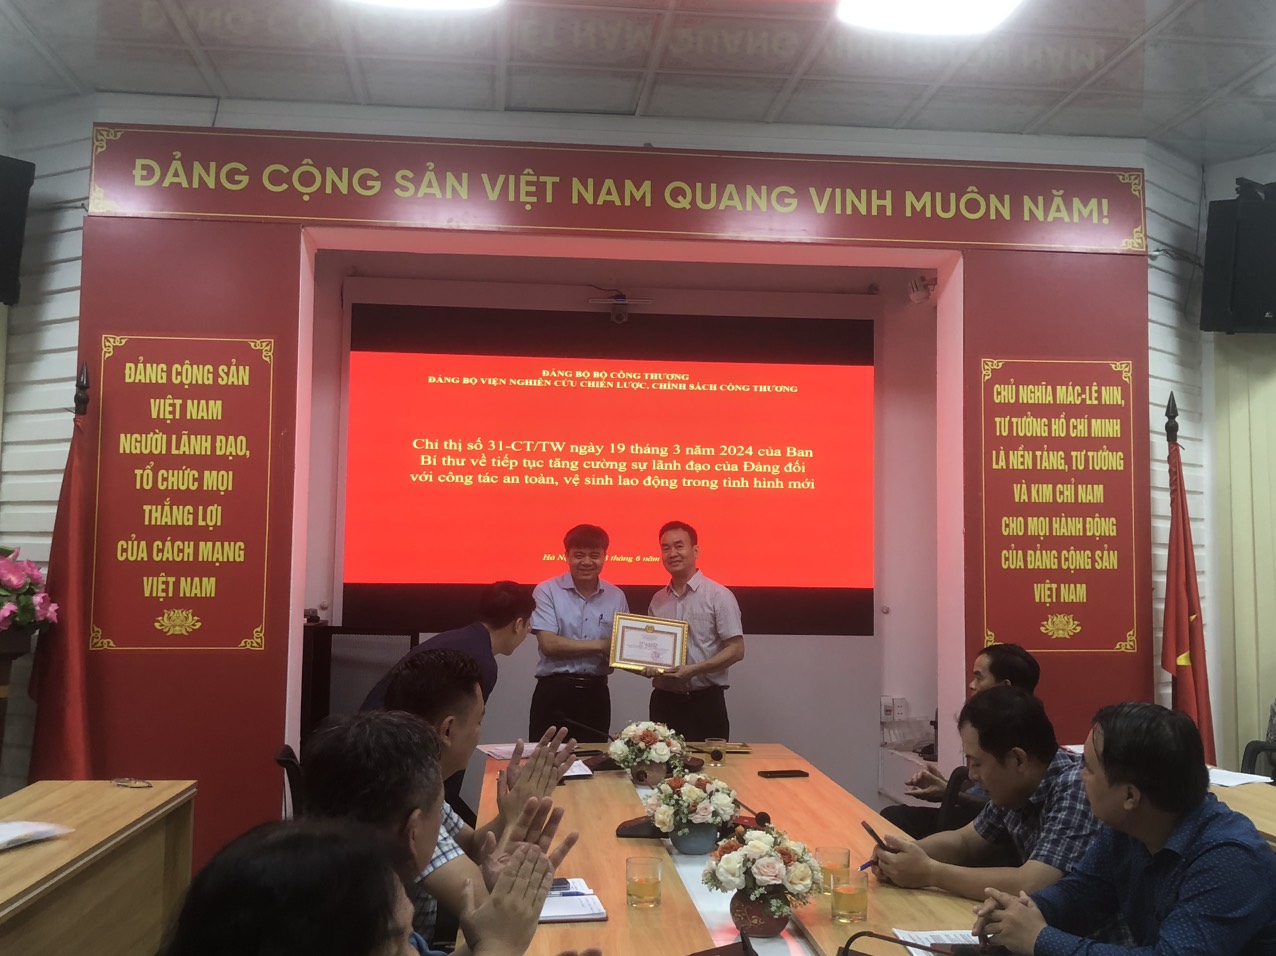 ĐẢNG CỘNG SẢN VIỆT NAM QUANG VINH MUÔN NĂM!
ĐẢNG CỘNG SẢN
VIỆT NAM
NGƯỜI LÃNH ĐẠO,
TỔ CHỨC MỌI
THẮNG LỢI
CỦA CÁCH MẠNG
VIỆT NAM
ĐẢNG BỘ BỘ CÔNG THƯƠNG
ĐẢNG BỘ VIỆN NGHIÊN CỨU CHIẾN LƯỢC, CHÍNH SÁCH CÔNG THƯƠNG
Chỉ thị số 31-CT/TW ngày 19 tháng 3 năm 2024 của Ban
Bí thư về tiếp tục tăng cường sự lãnh đạo của Đảng đối
với công tác an toàn, vệ sinh lao động trong tình hình mới
tháng 6 năm
CHỦ NGHĨA MÁC-LÊ NIN,
TƯ TƯỞNG HỒ CHÍ MINH
LÀ NỀN TẢNG, TƯ TƯỞNG
VÀ KIM CHỈ NAM
CHO MỌI HÀNH ĐỘNG
CỦA ĐẢNG CỘNG SẢN
VIỆT NAM